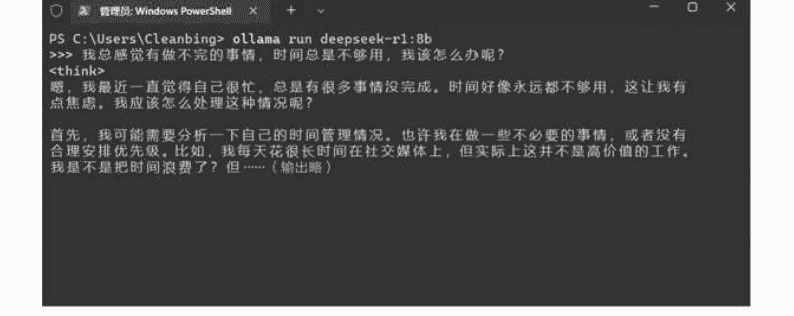 管理员: Windows PowerShell
PS C:\Users\Cleanbing> ollama run deepseek-r1:8b
>>> 我总感觉有做不完的事情，时间总是不够用，我该怎么办呢？
<think>
嗯，我最近一直觉得自己很忙，总是有很多事情没完成。时间好像永远都不够用，这让我有
点焦虑。我应该怎么处理这种情况呢？
首先，我可能需要分析一下自己的时间管理情况。也许我在做一些不必要的事情，或者没有
合理安排优先级。比如，我每天花很长时间在社交媒体上，但实际上这并不是高价值的工作。
我是不是把时间浪费了？但……（输出略）